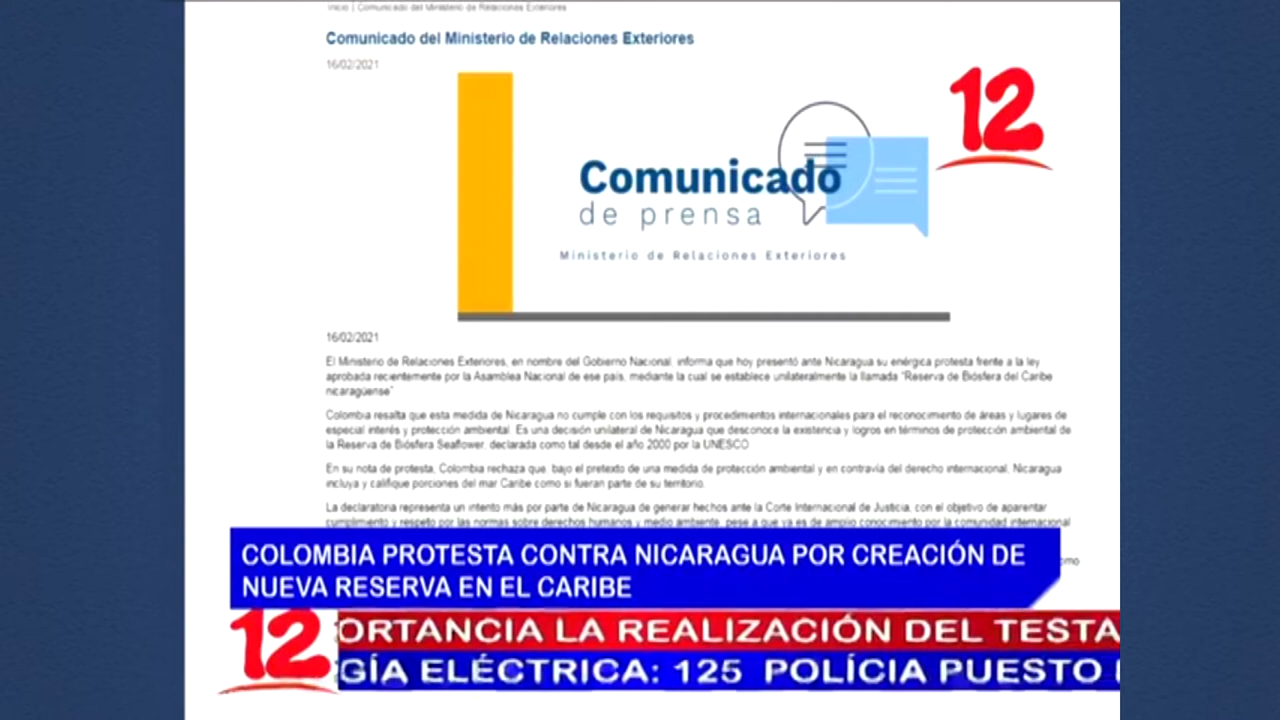 Inicio | Comunicado del Ministerio de Relaciones Exteriores
Comunicado del Ministerio de Relaciones Exteriores
16/02/2021
12
Comunicado
de prensa
Ministerio de Relaciones Exteriores
16/02/2021
El Ministerio de Relaciones Exteriores, en nombre del Gobierno Nacional, informa que hoy presentó ante Nicaragua su enérgica protesta frente a la ley
aprobada recientemente por la Asamblea Nacional de ese país, mediante la cual se establece unilateralmente la llamada "Reserva de Biósfera del Caribe
nicaragüense"
Colombia resalta que esta medida de Nicaragua no cumple con los requisitos y procedimientos internacionales para el reconocimiento de áreas y lugares de
especial interés y protección ambiental. Es una decisión unilateral de Nicaragua que desconoce la existencia y logros en términos de protección ambiental de
la Reserva de Biósfera Seaflower, declarada como tal desde el año 2000 por la UNESCO
En su nota de protesta, Colombia rechaza que, bajo el pretexto de una medida de protección ambiental y en contravía del derecho internacional, Nicaragua
incluya y califique porciones del mar Caribe como si fueran parte de su territorio.
La declaratoria representa un intento más por parte de Nicaragua de generar hechos ante la Corte Internacional de Justicia, con el objetivo de aparentar
cumplimiento y respeto por las normas sobre derechos humanos y medio ambiente, pese a que ya es de amplio conocimiento por la comunidad internacional
COLOMBIA PROTESTA CONTRA NICARAGUA POR CREACIÓN DE
NUEVA RESERVA EN EL CARIBE
12
ORTANCIA LA REALIZACIÓN DEL TESTA
GÍA ELÉCTRICA: 125 POLÍCIA PUESTO